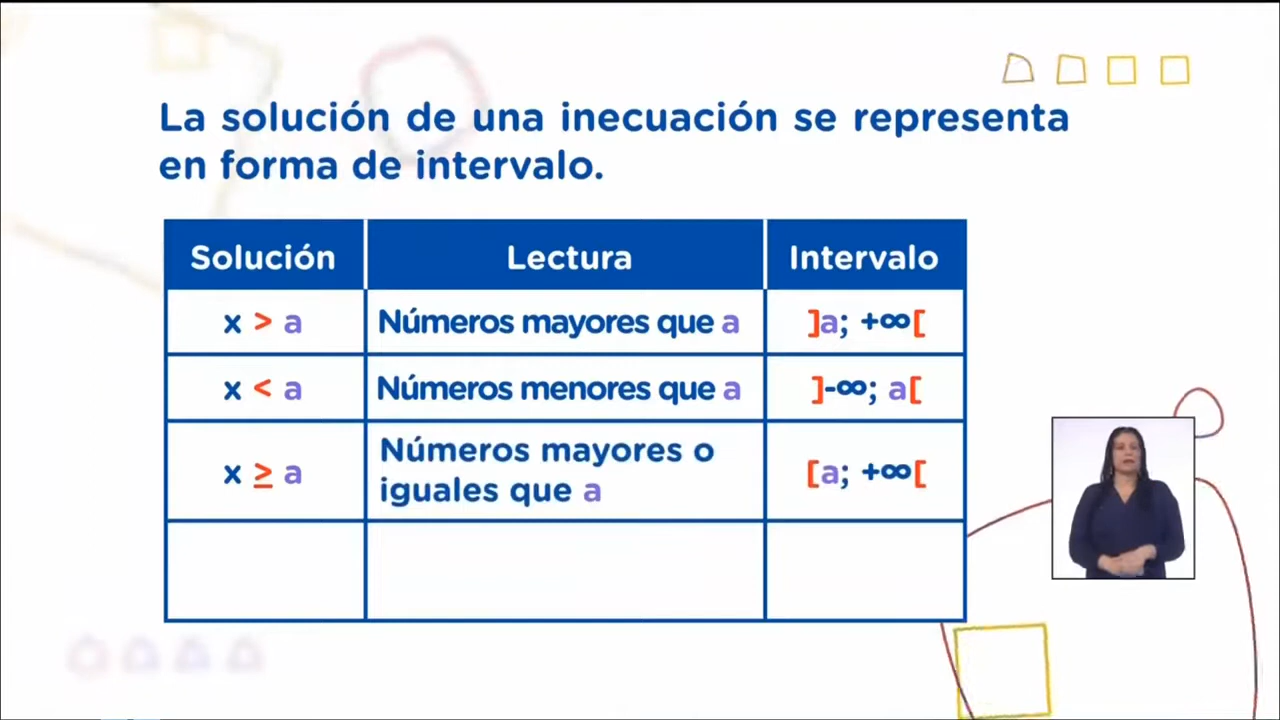 La solución de una inecuación se representa
en forma de intervalo.
Solución Lectura Intervalo
x > a Números mayores que a ]a; +∞[
x < a Números menores que a ]-∞; a[
x ≥ a Números mayores o iguales que a [a; +∞[